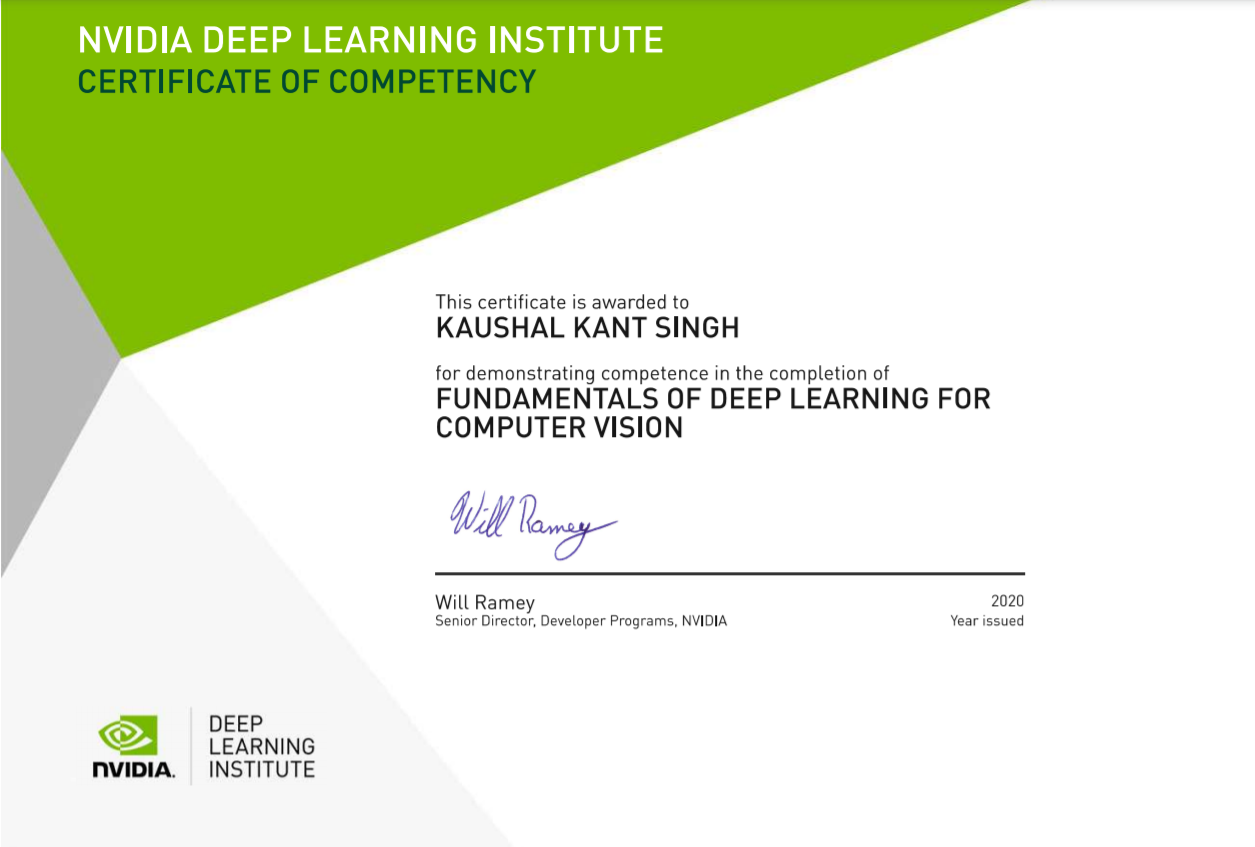 NVIDIA DEEP LEARNING INSTITUTE
CERTIFICATE OF COMPETENCY
This certificate is awarded to
KAUSHAL KANT SINGH
for demonstrating competence in the completion of
FUNDAMENTALS OF DEEP LEARNING FOR
COMPUTER VISION
Will Ramey
Will Ramey
Senior Director, Developer Programs, NVIDIA
2020
Year issued
NVIDIA.
DEEP
LEARNING
INSTITUTE